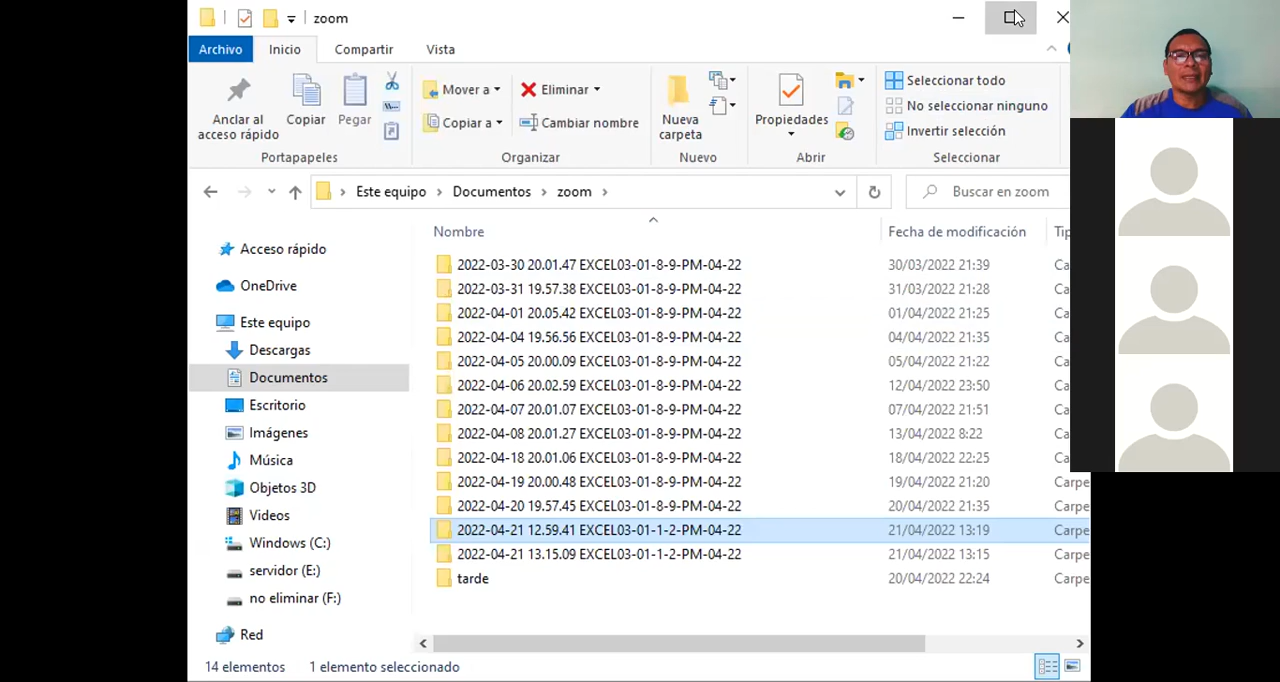 zoom
Archivo Inicio Compartir Vista
Anclar al acceso rápido
Copiar
Pegar
Mover a
Copiar a
Eliminar
Cambiar nombre
Nueva carpeta
Propiedades
Seleccionar todo
No seleccionar ninguno
Invertir selección
Portapapeles Organizar Nuevo Abrir Seleccionar
Este equipo > Documentos > zoom >
Buscar en zoom
Nombre Fecha de modificación Tip
Acceso rápido
OneDrive
Este equipo
Descargas
Documentos
Escritorio
Imágenes
Música
Objetos 3D
Videos
Windows (C:)
servidor (E:)
no eliminar (F:)
Red
2022-03-30 20.01.47 EXCEL03-01-8-9-PM-04-22 30/03/2022 21:39 Ca
2022-03-31 19.57.38 EXCEL03-01-8-9-PM-04-22 31/03/2022 21:28 Ca
2022-04-01 20.05.42 EXCEL03-01-8-9-PM-04-22 01/04/2022 21:25 Ca
2022-04-04 19.56.56 EXCEL03-01-8-9-PM-04-22 04/04/2022 21:35 Ca
2022-04-05 20.00.09 EXCEL03-01-8-9-PM-04-22 05/04/2022 21:22 Ca
2022-04-06 20.02.59 EXCEL03-01-8-9-PM-04-22 12/04/2022 23:50 Ca
2022-04-07 20.01.07 EXCEL03-01-8-9-PM-04-22 07/04/2022 21:51 Ca
2022-04-08 20.01.27 EXCEL03-01-8-9-PM-04-22 13/04/2022 8:22 Ca
2022-04-18 20.01.06 EXCEL03-01-8-9-PM-04-22 18/04/2022 22:25 Ca
2022-04-19 20.00.48 EXCEL03-01-8-9-PM-04-22 19/04/2022 21:20 Carpe
2022-04-20 19.57.45 EXCEL03-01-8-9-PM-04-22 20/04/2022 21:35 Carpe
2022-04-21 12.59.41 EXCEL03-01-1-2-PM-04-22 21/04/2022 13:19 Carpe
2022-04-21 13.15.09 EXCEL03-01-1-2-PM-04-22 21/04/2022 13:15 Carpe
tarde 20/04/2022 22:24 Carpe
14 elementos 1 elemento seleccionado